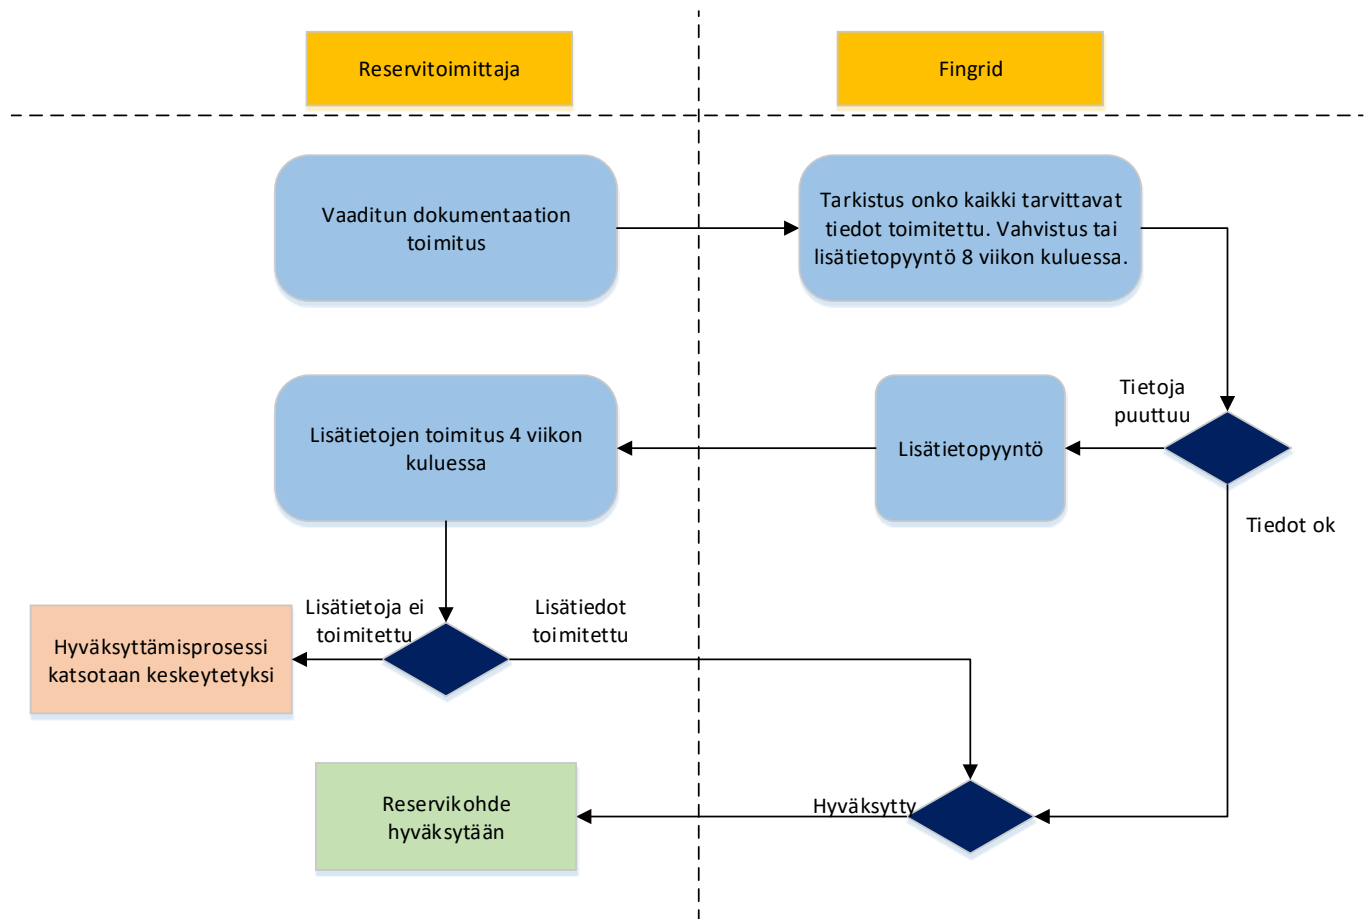 Reservitoimittaja
Fingrid
Vaaditun dokumentaation
toimitus
Tarkistus onko kaikki tarvittavat
tiedot toimitettu. Vahvistus tai
lisätietopyyntö 8 viikon kuluessa.
Tietoja
puuttuu
Lisätietojen toimitus 4 viikon
kuluessa
Lisätietopyyntö
Tiedot ok
Lisätietoja ei
toimitettu
Lisätiedot
toimitettu
Hyväksyttämisprosessi
katsotaan keskeytetyksi
Reservikohde
hyväksytään
Hyväksytty